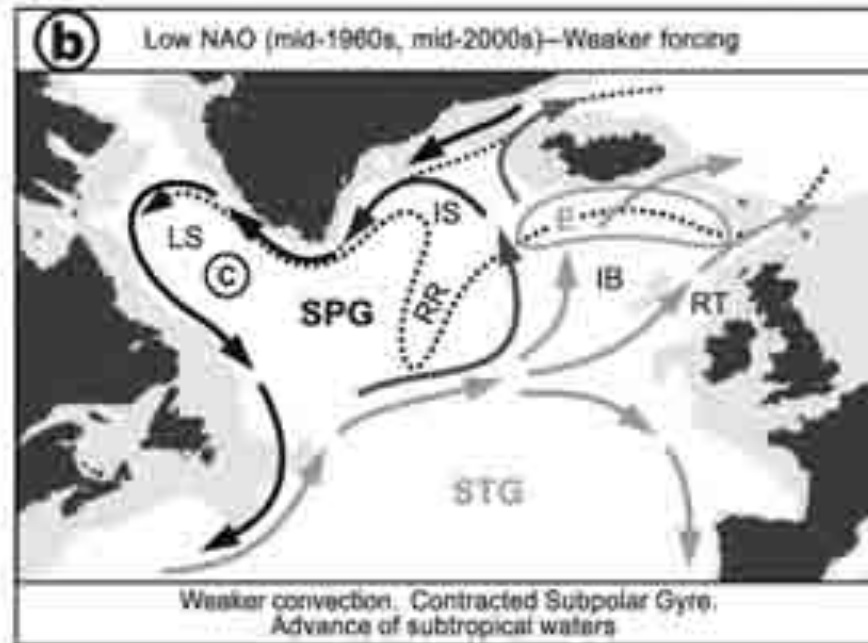 b
Low NAO (mid-1960s, mid-2000s)–Weaker forcing
IS
LS
E
C
IB
SPG
RR
RT
STG
Weaker convection. Contracted Subpolar Gyre.
Advance of subtropical waters